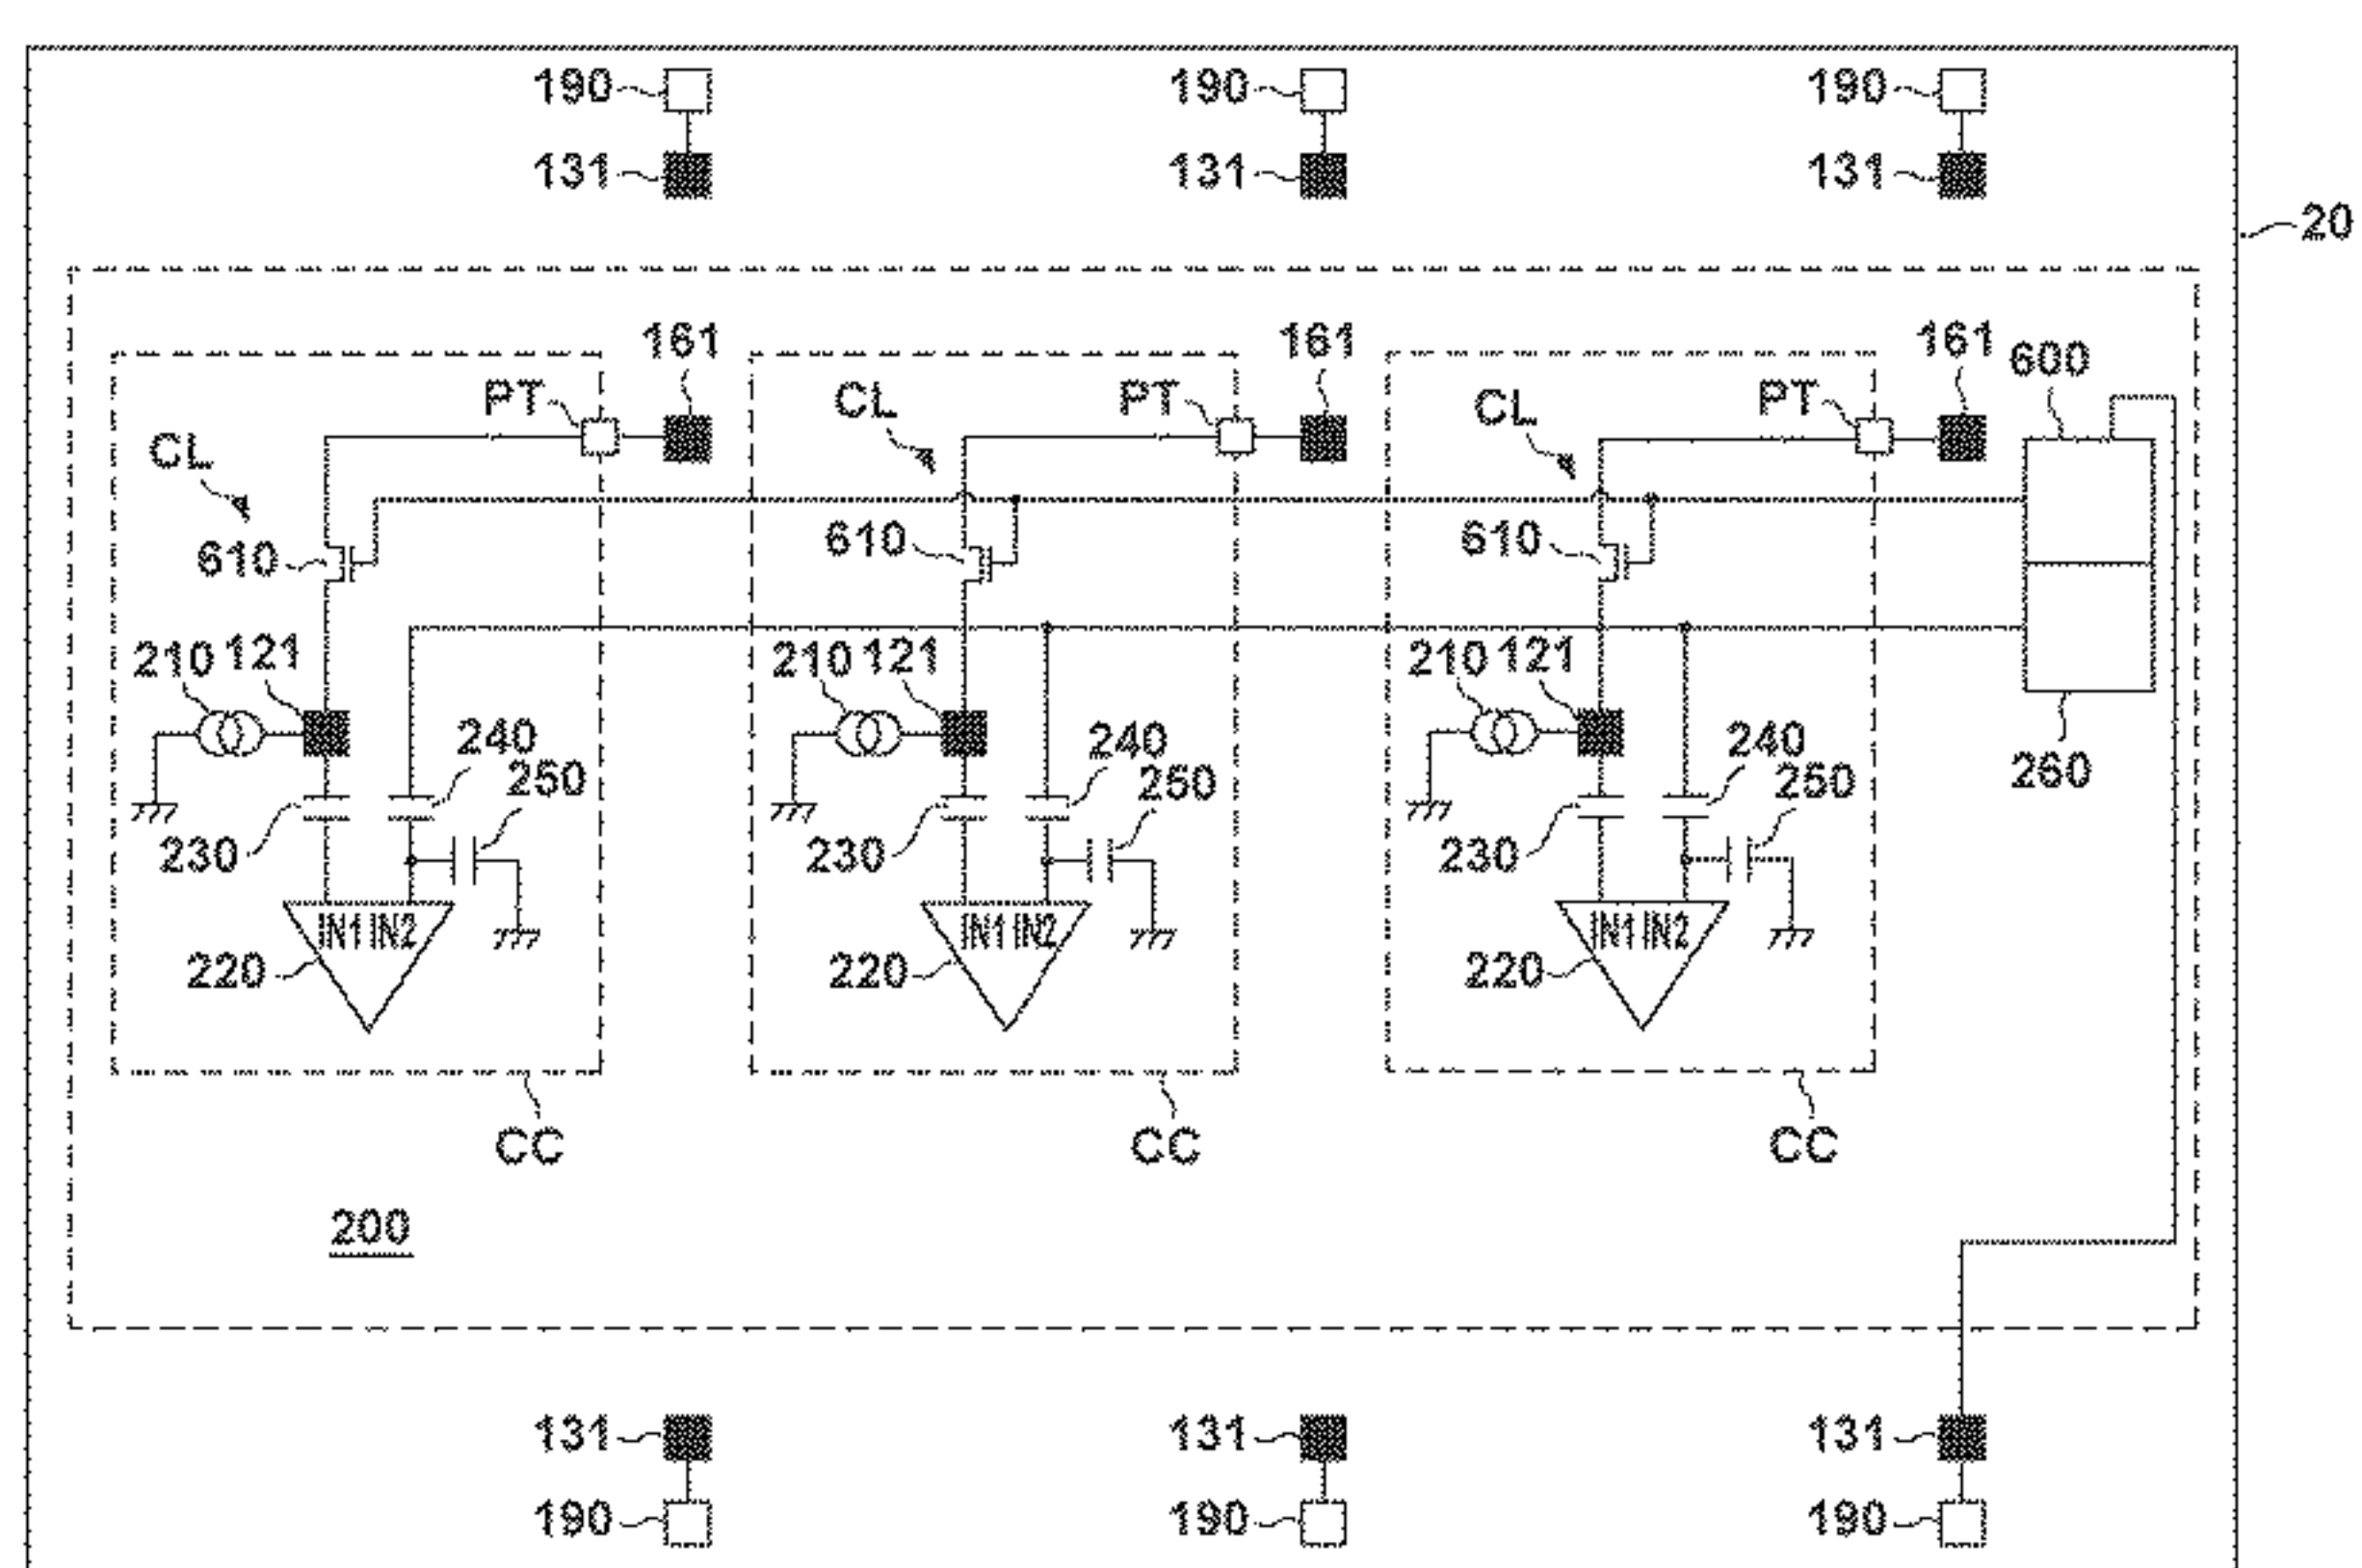 190 190 190
131 131 131
20
161 161 161 600
PT PT PT
CL CL CL
610 610 610
210 121 210 121 210 121
240 240 240
250 250 250 260
230 230 230
IN1 IN2 IN1 IN2 IN1 IN2
220 220 220
CC CC CC
200
131 131 131
190 190 190